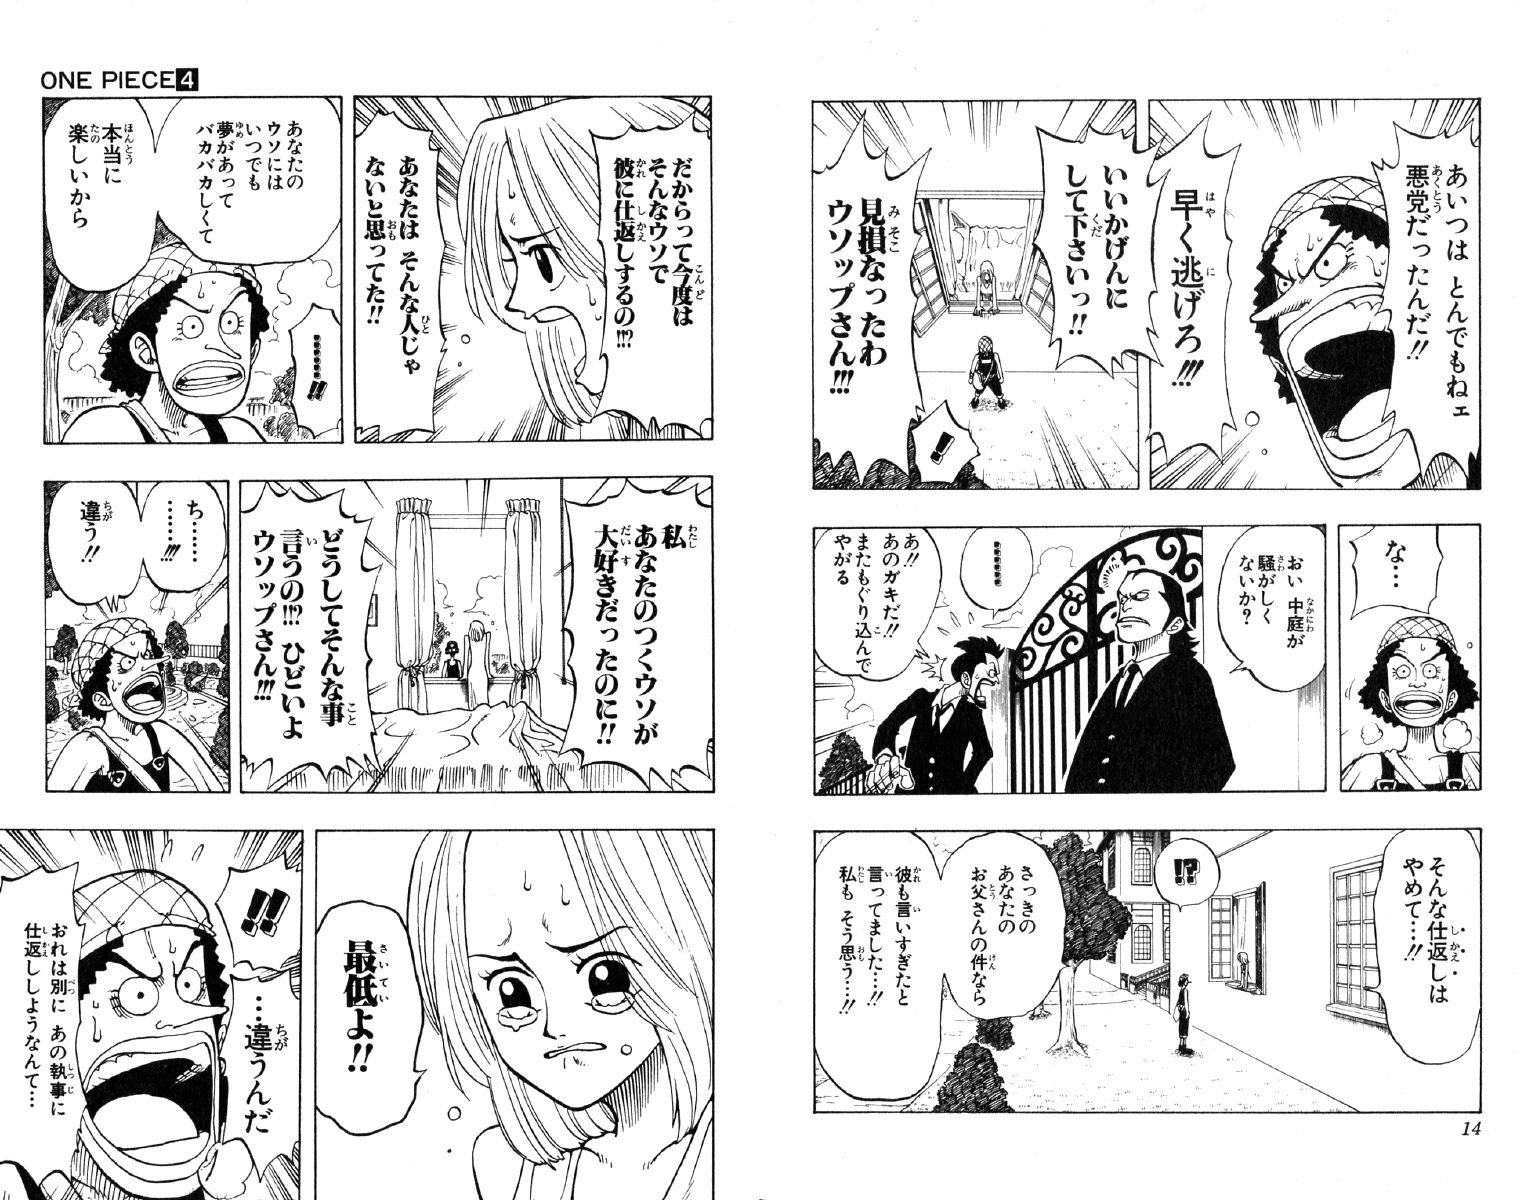 あいつは とんでもねェ
悪党だったんだ!!
早く逃げろ!!!
いいかげんに
して下さいっ!!
見損なったわ
ウソップさん!!!
!!
な…
おい 中庭が
騒がしく
ないか?
………
あ!!
あのガキだ!!
またもぐり込んで
やがる
そんな仕返しは
やめて…!!
!?
さっきの
あなたの
お父さんの件なら
彼も言いすぎたと
言ってました…!!
私も そう思う…!!
14
ONE PIECE4
だからって今度は
そんなウソで
彼に仕返しするの!!?
あなたは そんな人じゃ
ないと思ってた!!
………!!
あなたの
ウソには
いつでも
夢があって
バカバカしくて
本当に
楽しいから
私
あなたのつくウソが
大好きだったのに!!
どうしてそんな事
言うの!!? ひどいよ
ウソップさん!!!
ち……
……!!!
違う!!
最低よ!!
!!
…違うんだ
おれは別に あの執事に
仕返ししようなんて…